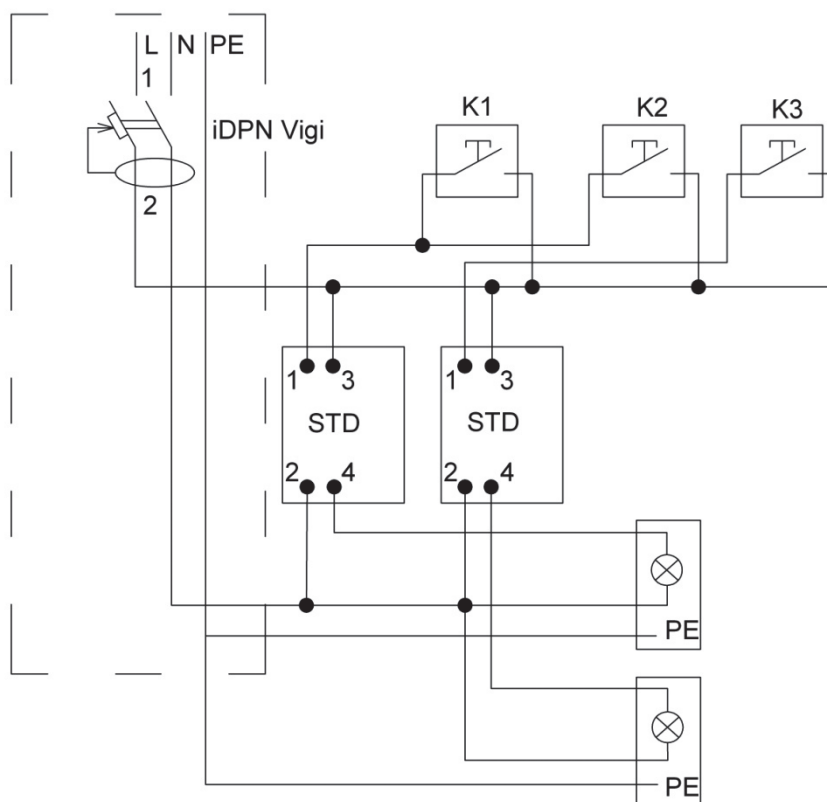 L N PE
1
K1 K2 K3
iDPN Vigi
2
1 3 1 3
STD STD
2 4 2 4
PE
PE